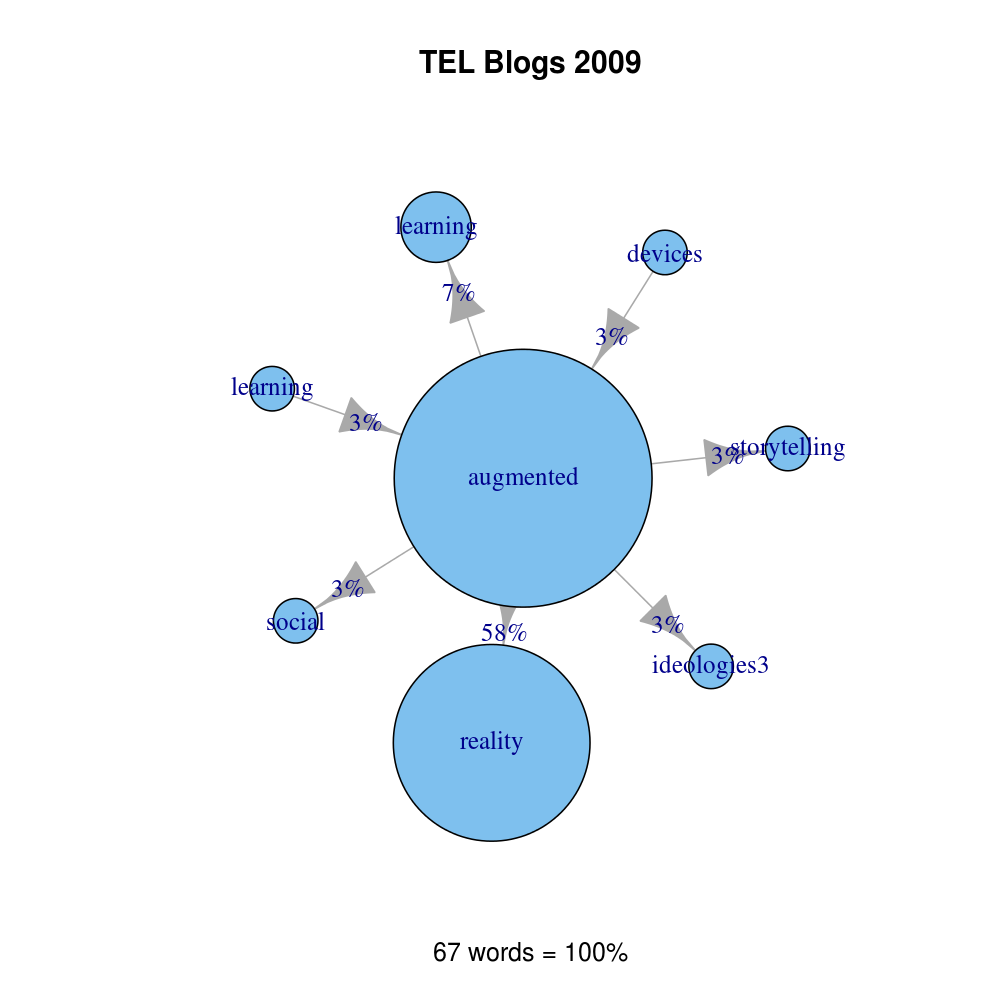 TEL Blogs 2009
learning
devices
7%
3%
learning
3%
storytelling
3%
augmented
3%
social
58%
3%
ideologies3
reality
67 words = 100%